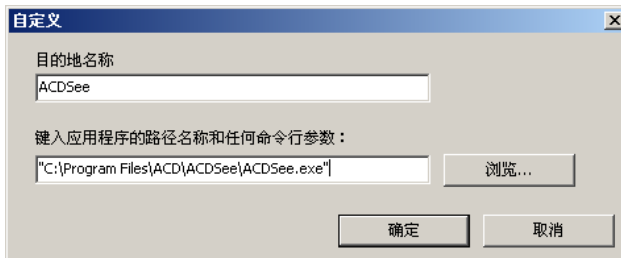 自定义
目的地名称
ACDSee
键入应用程序的路径名称和任何命令行参数：
"C:\Program Files\ACD\ACDSee\ACDSee.exe"
浏览...
确定
取消